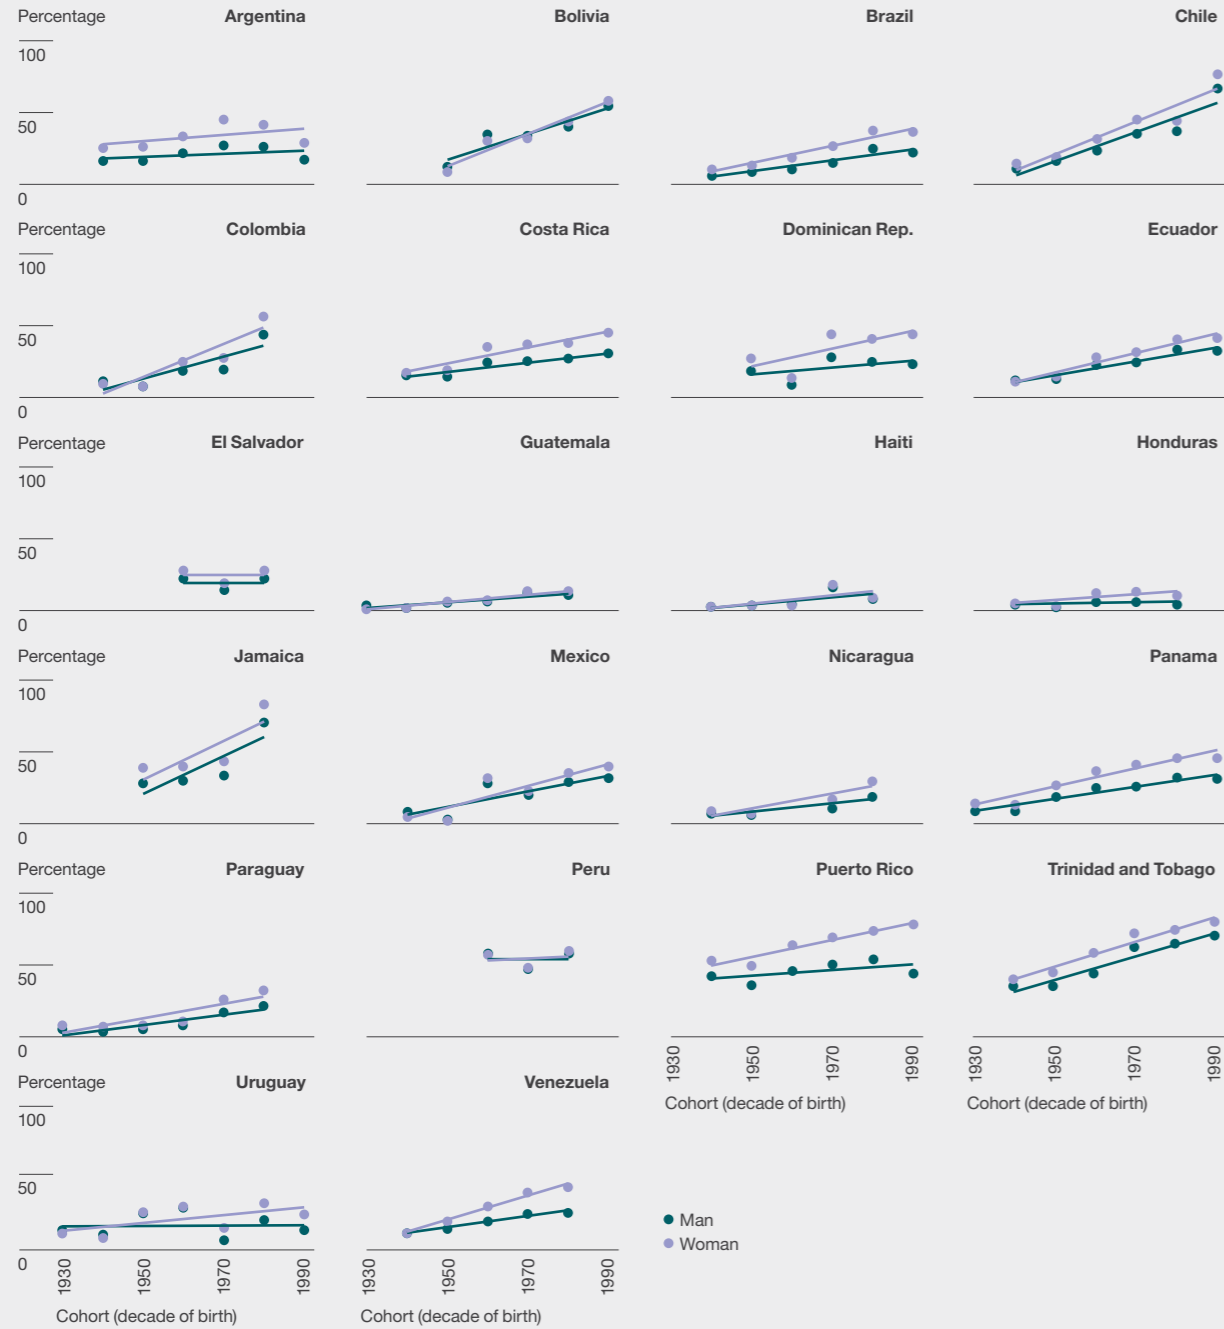 Percentage Argentina Bolivia Brazil Chile
100
50
0
Percentage Colombia Costa Rica Dominican Rep. Ecuador
100
50
0
Percentage El Salvador Guatemala Haiti Honduras
100
50
0
Percentage Jamaica Mexico Nicaragua Panama
100
50
0
Percentage Paraguay Peru Puerto Rico Trinidad and Tobago
100
50
0
1930 1950 1970 1990 1930 1950 1970 1990
Cohort (decade of birth) Cohort (decade of birth)
Percentage Uruguay Venezuela
100
50
0
Man
Woman
1930 1950 1970 1990 1930 1950 1970 1990
Cohort (decade of birth) Cohort (decade of birth)